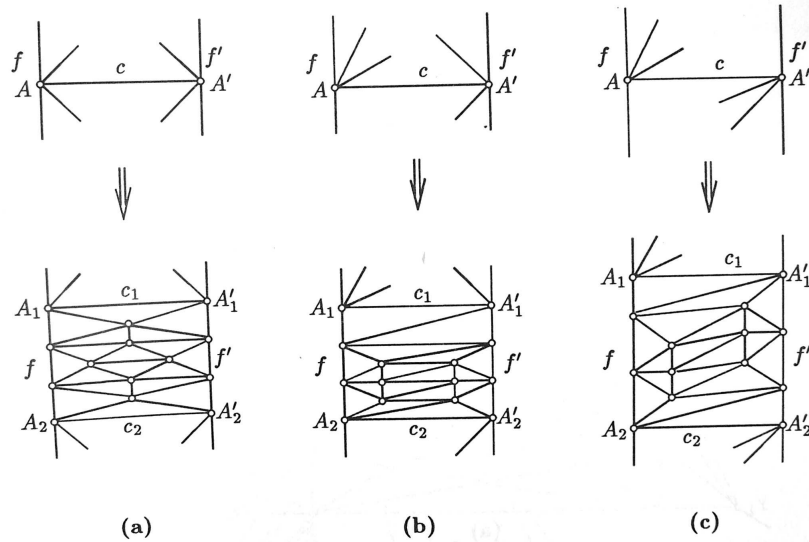 f c f' f f' f f'
A A' A c A' A c A'
c₁ c₁ c₁
A₁ A'₁ A₁ A'₁ A₁ A'₁
f f' f f' f f'
A₂ A'₂ A₂ A'₂ A₂ A'₂
c₂ c₂ c₂
(a) (b) (c)